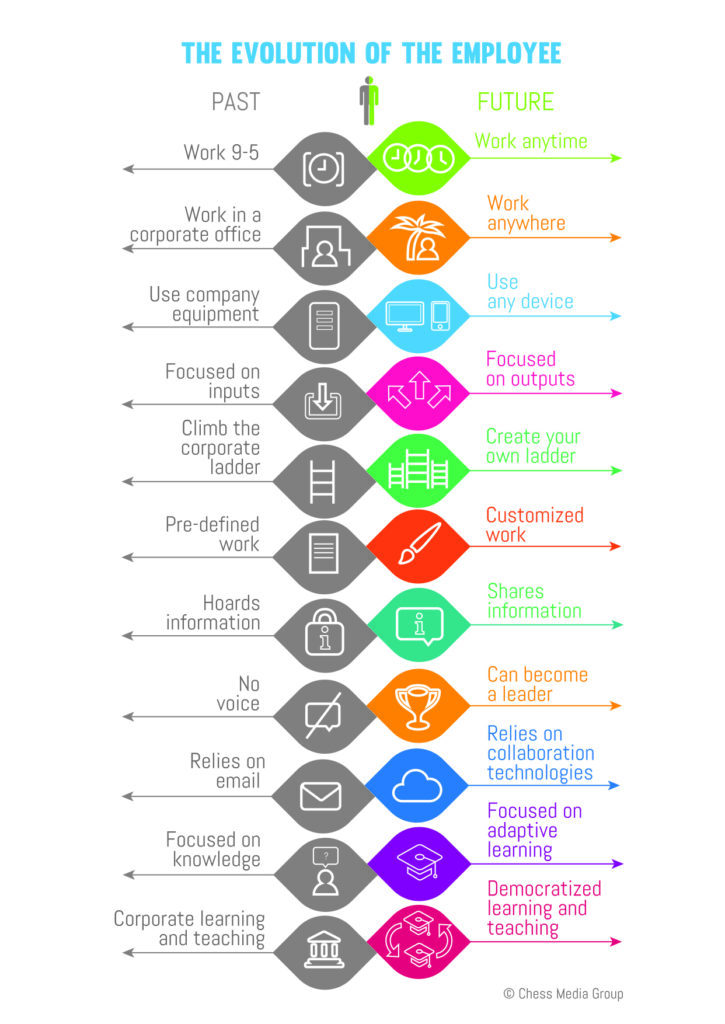 THE EVOLUTION OF THE EMPLOYEE
PAST
FUTURE
Work 9-5
Work anytime
Work in a
corporate office
Work
anywhere
Use company
equipment
Use
any device
Focused on
inputs
Focused
on outputs
Climb the
corporate
ladder
Create your
own ladder
Pre-defined
work
Customized
work
Hoards
information
i
Shares
information
i
No
voice
Can become
a leader
Relies on
email
Relies on
collaboration
technologies
Focused on
knowledge
?
Focused on
adaptive
learning
Corporate learning
and teaching
Democratized
learning and
teaching
© Chess Media Group